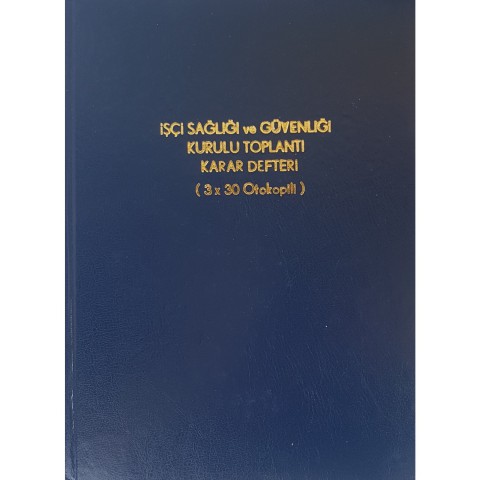 İŞÇİ SAĞLIĞI ve GÜVENLİĞİ
KURULU TOPLANTI
KARAR DEFTERİ
( 3 x 30 Otokopili )